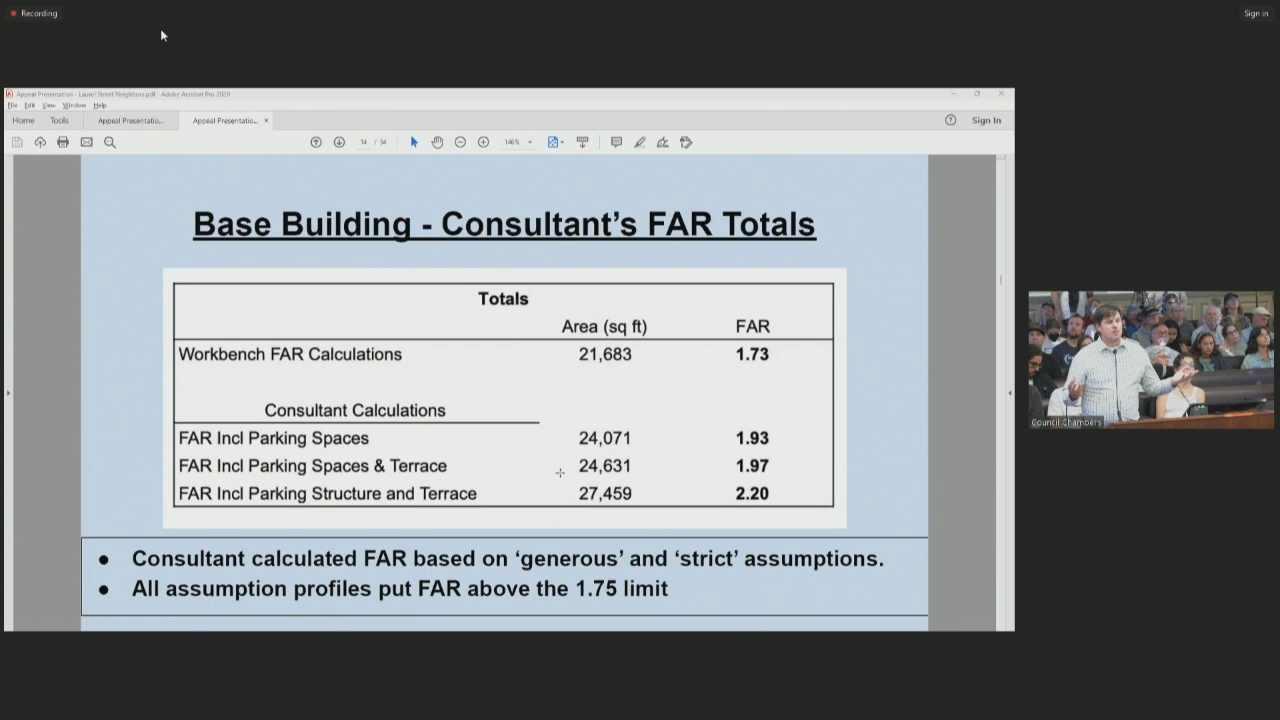 Recording
Sign in
Appeal Presentation - Laurel Street Neighbors.pdf - Adobe Acrobat Pro 2020
File Edit View Window Help
Home Tools Appeal Presentatio... Appeal Presentatio... × Sign In
14 / 54 146%
Base Building - Consultant's FAR Totals
Totals
Area (sq ft) FAR
Workbench FAR Calculations 21,683 1.73
Consultant Calculations
FAR Incl Parking Spaces 24,071 1.93
FAR Incl Parking Spaces & Terrace 24,631 1.97
FAR Incl Parking Structure and Terrace 27,459 2.20
● Consultant calculated FAR based on ‘generous’ and ‘strict’ assumptions.
● All assumption profiles put FAR above the 1.75 limit
Council Chambers